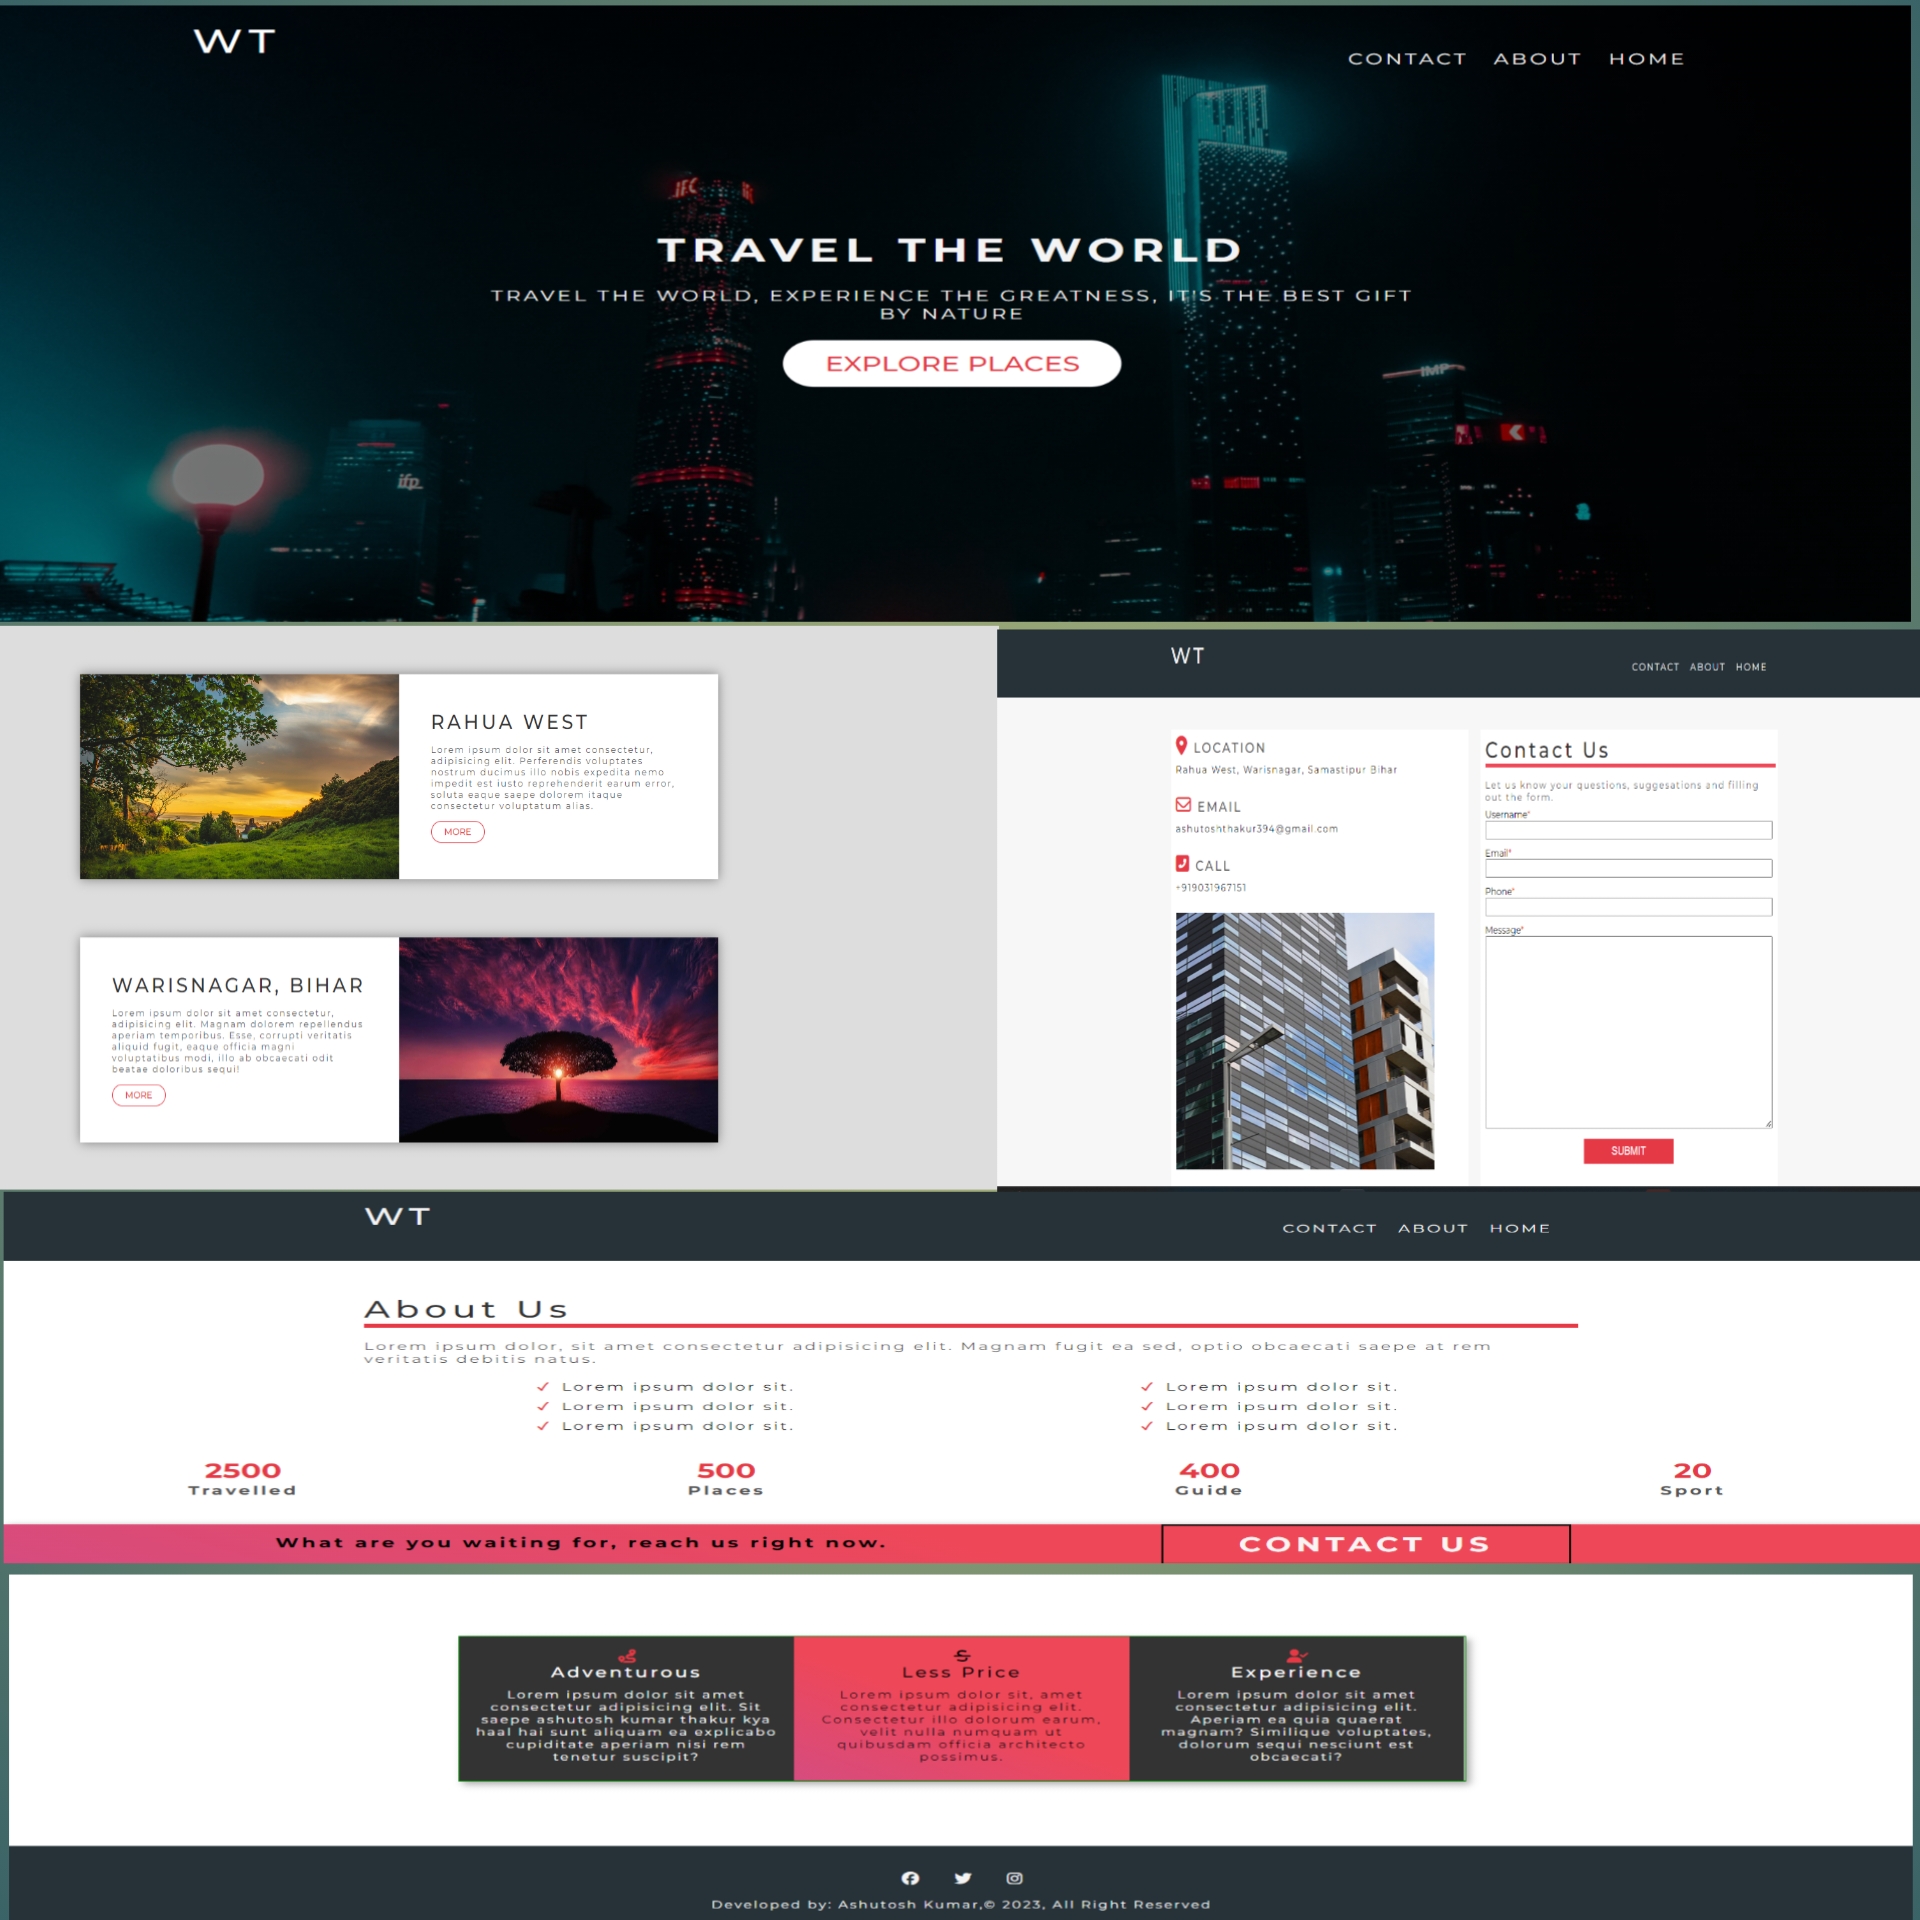 WT
CONTACT ABOUT HOME
IFC
TRAVEL THE WORLD
TRAVEL THE WORLD, EXPERIENCE THE GREATNESS, IT'S THE BEST GIFT
BY NATURE
EXPLORE PLACES
IMP
ifp
RAHUA WEST
Lorem ipsum dolor sit amet consectetur,
adipisicing elit. Perferendis voluptates
nostrum ducimus illo nobis expedita nemo
impedit est iusto reprehenderit earum error,
soluta eaque saepe dolorem itaque
consectetur voluptatum alias.
MORE
WARISNAGAR, BIHAR
Lorem ipsum dolor sit amet consectetur,
adipisicing elit. Magnam dolorem repellendus
aperiam temporibus. Esse, corrupti veritatis
aliquid fugit, eaque officia magni
voluptatibus modi, illo ab obcaecati odit
beatae doloribus sequi!
MORE
WT
CONTACT ABOUT HOME
LOCATION
Rahua West, Warisnagar, Samastipur Bihar
EMAIL
ashutoshthakur394@gmail.com
CALL
+919031967151
Contact Us
Let us know your questions, suggesations and filling
out the form.
Username*
Email*
Phone*
Message*
SUBMIT
WT
CONTACT ABOUT HOME
About Us
Lorem ipsum dolor, sit amet consectetur adipisicing elit. Magnam fugit ea sed, optio obcaecati saepe at rem
veritatis debitis natus.
Lorem ipsum dolor sit.
Lorem ipsum dolor sit.
Lorem ipsum dolor sit.
Lorem ipsum dolor sit.
Lorem ipsum dolor sit.
Lorem ipsum dolor sit.
2500
Travelled
500
Places
400
Guide
20
Sport
What are you waiting for, reach us right now.
CONTACT US
Adventurous
Lorem ipsum dolor sit amet
consectetur adipisicing elit. Sit
saepe ashutosh kumar thakur kya
haal hai sunt aliquam ea explicabo
cupiditate aperiam nisi rem
tenetur suscipit?
Less Price
Lorem ipsum dolor sit, amet
consectetur adipisicing elit.
Consectetur illo dolorum earum,
velit nulla numquam ut
quibusdam officia architecto
possimus.
Experience
Lorem ipsum dolor sit amet
consectetur adipisicing elit.
Aperiam ea quia quaerat
magnam? Similique voluptates,
dolorum sequi nesciunt est
obcaecati?
Developed by: Ashutosh Kumar,© 2023, All Right Reserved